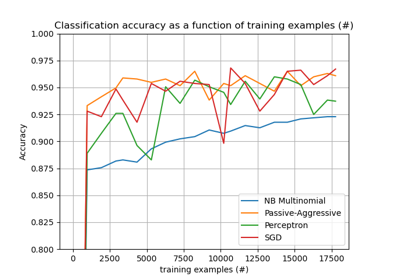 Classification accuracy as a function of training examples (#)
1.000
0.975
0.950
0.925
0.900
0.875
0.850
0.825
0.800
Accuracy
NB Multinomial
Passive-Aggressive
Perceptron
SGD
0 2500 5000 7500 10000 12500 15000 17500
training examples (#)